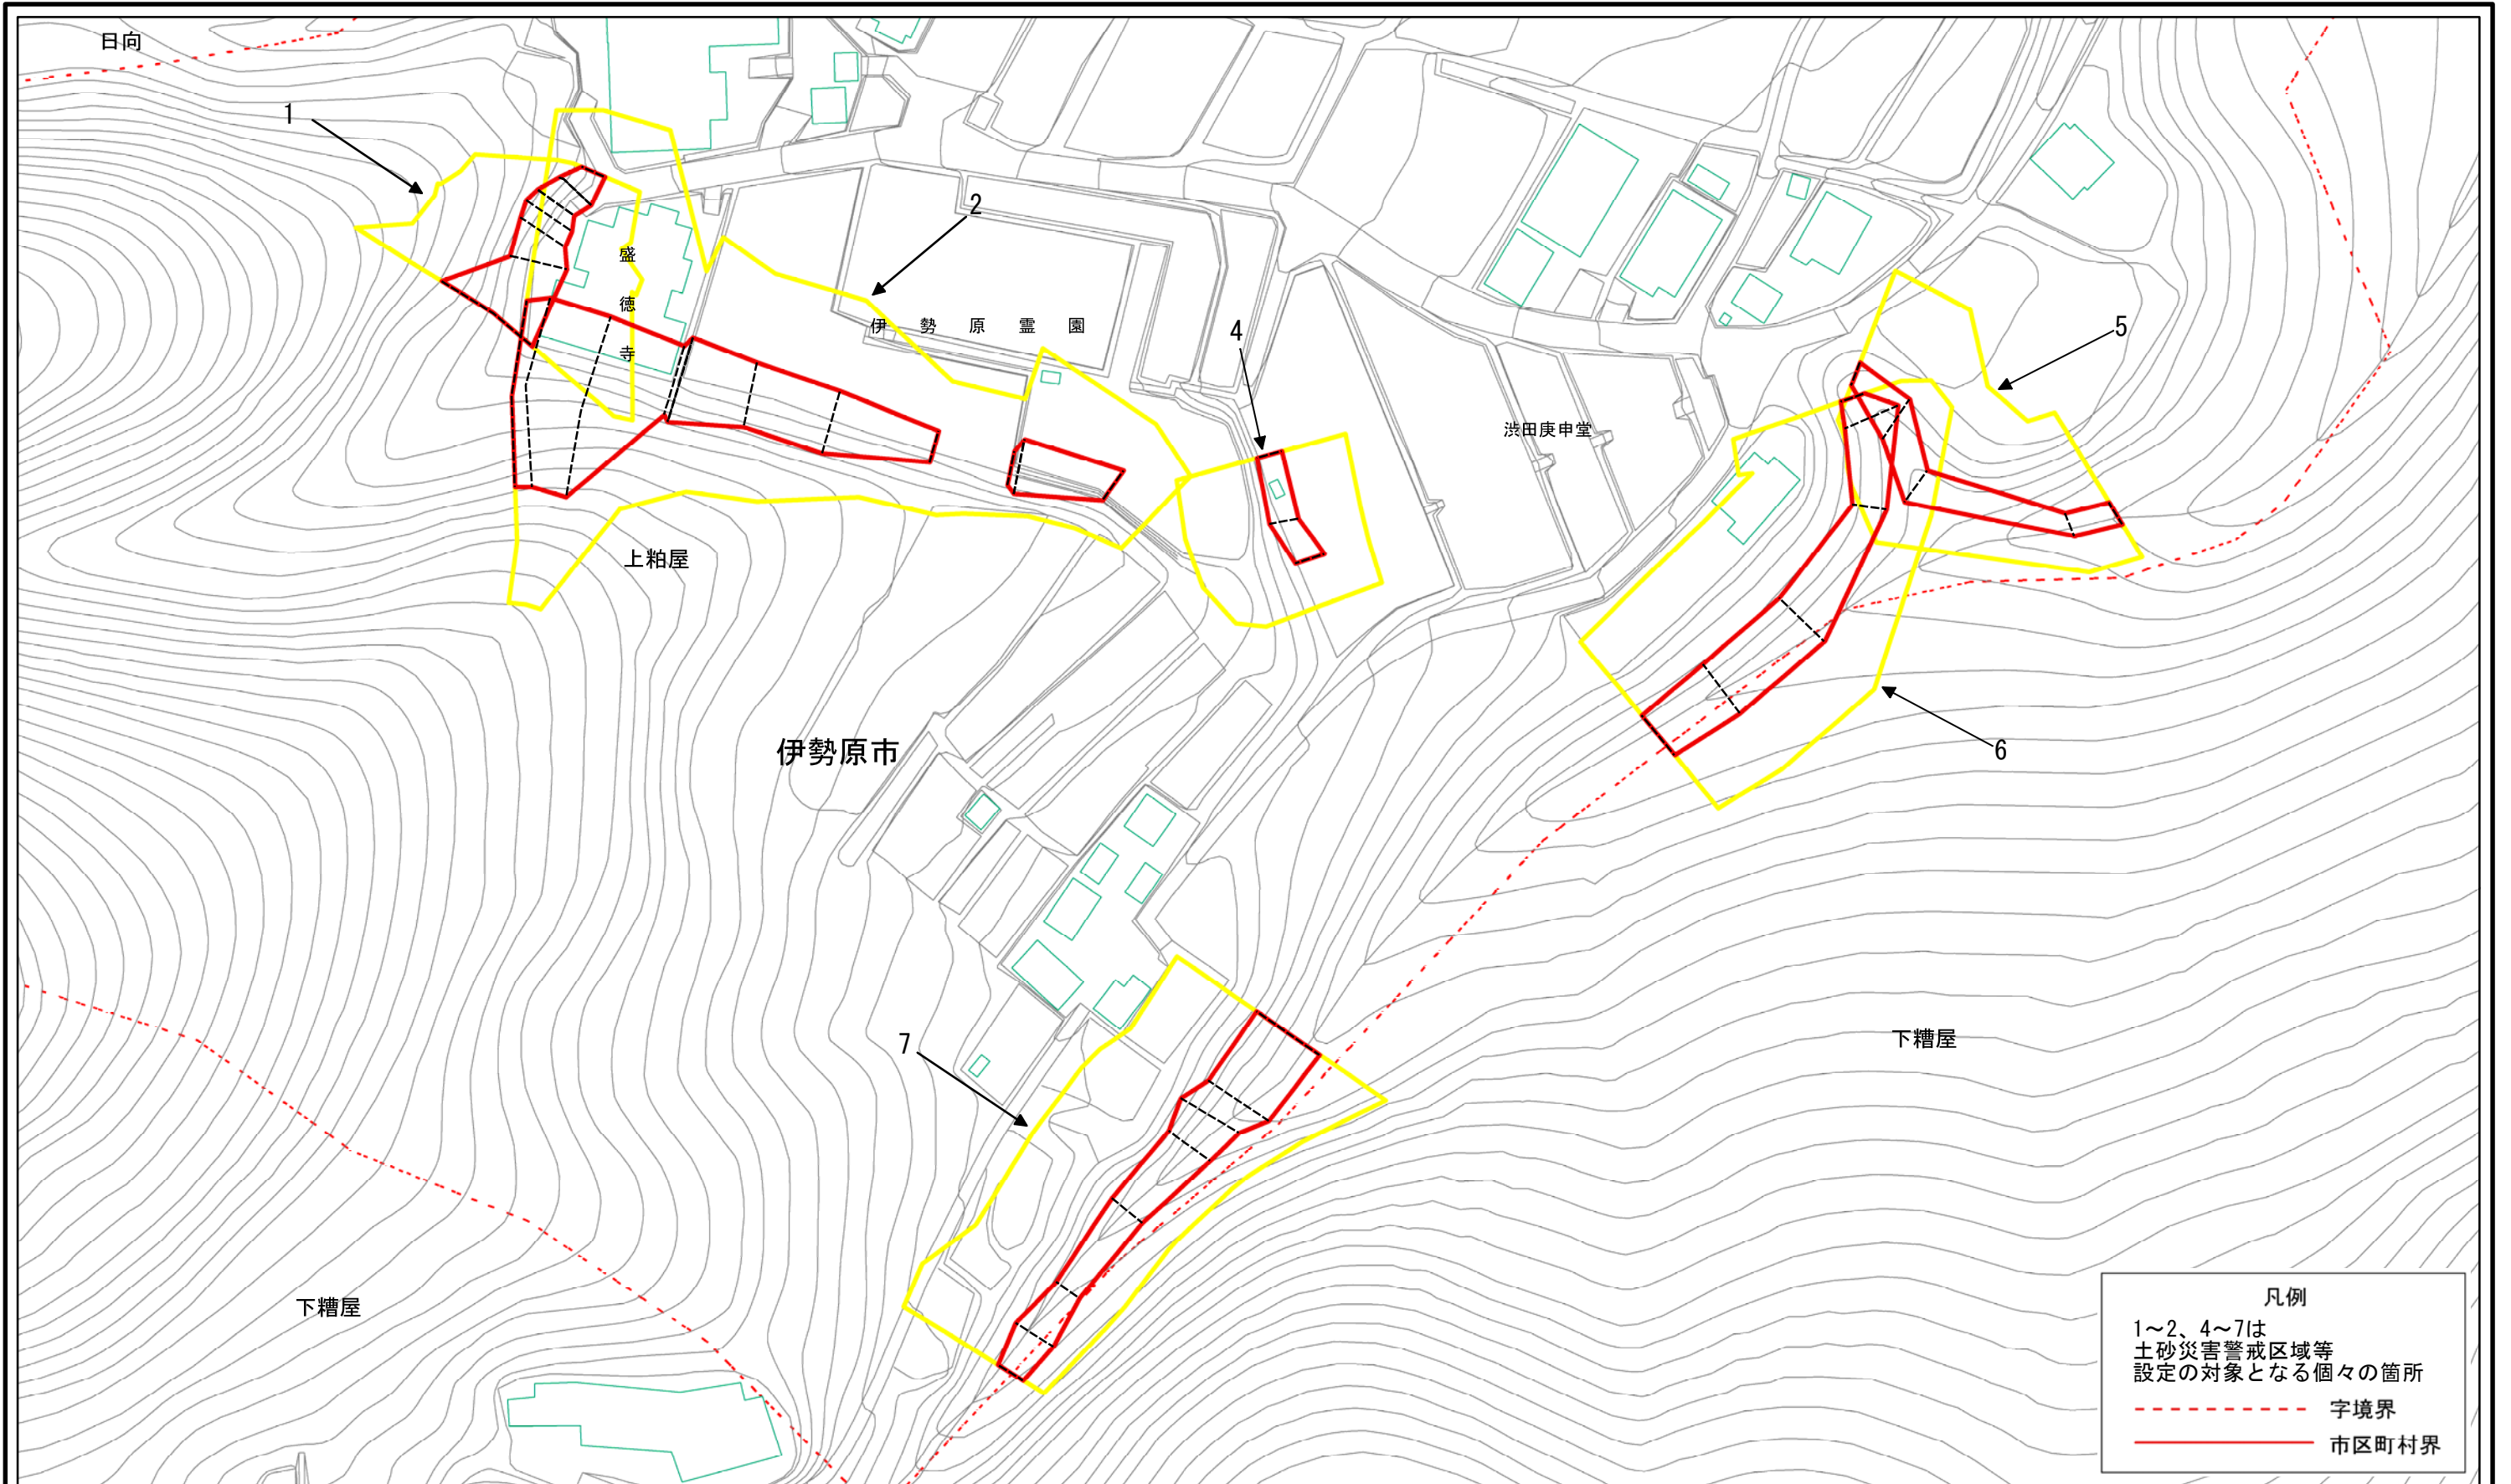 日向
1
2
盛徳寺
伊勢原霊園
4
渋田庚申堂
5
上粕屋
伊勢原市
6
7
下糟屋
下糟屋
凡例
1～2、4～7は
土砂災害警戒区域等
設定の対象となる個々の箇所
字境界
市区町村界